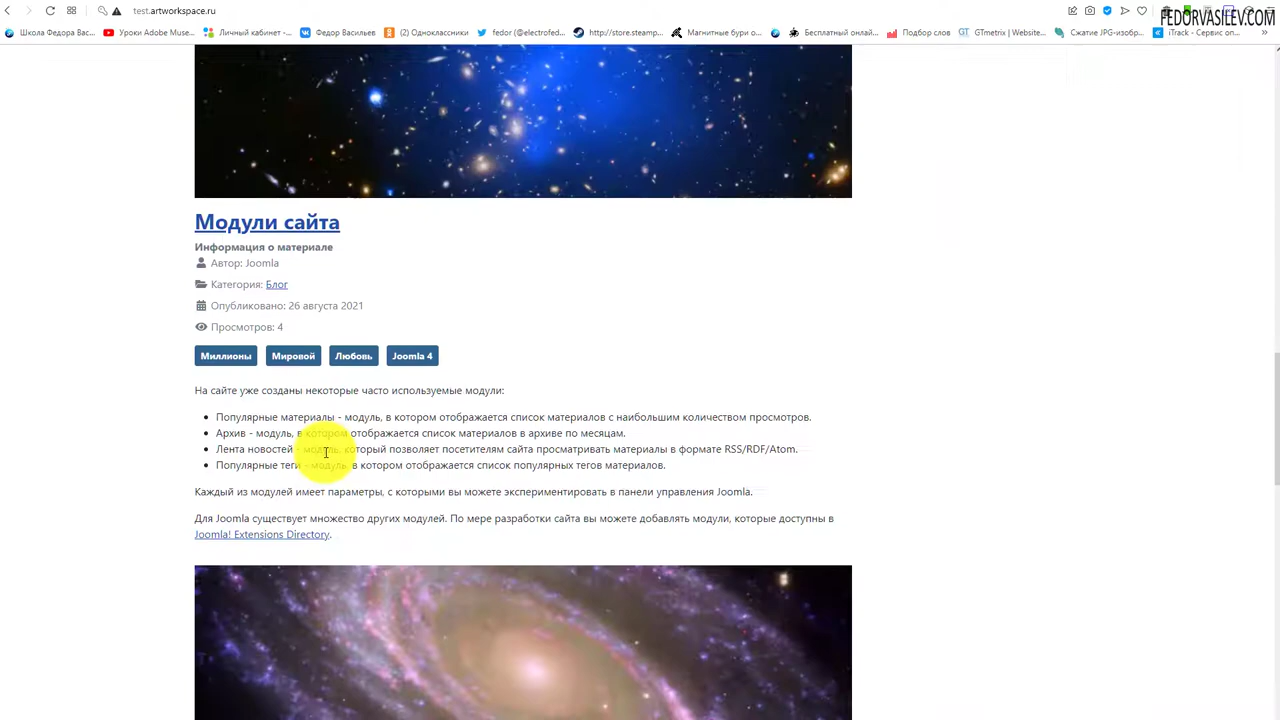 test.artworkspace.ru
FEDORVASILEV.COM
Школа Федора Вас...
Уроки Adobe Muse...
Личный кабинет -...
Федор Васильев
(2) Одноклассники
fedor (@electrofed...
http://store.steamp...
Магнитные бури о...
Бесплатный онлай...
Подбор слов
GTmetrix | Website...
Сжатие JPG-изобр...
iTrack - Сервис оп...
Модули сайта
Информация о материале
Автор: Joomla
Категория: Блог
Опубликовано: 26 августа 2021
Просмотров: 4
Миллионы Мировой Любовь Joomla 4
На сайте уже созданы некоторые часто используемые модули:
Популярные материалы - модуль, в котором отображается список материалов с наибольшим количеством просмотров.
Архив - модуль, в котором отображается список материалов в архиве по месяцам.
Лента новостей - модуль, который позволяет посетителям сайта просматривать материалы в формате RSS/RDF/Atom.
Популярные теги - модуль, в котором отображается список популярных тегов материалов.
Каждый из модулей имеет параметры, с которыми вы можете экспериментировать в панели управления Joomla.
Для Joomla существует множество других модулей. По мере разработки сайта вы можете добавлять модули, которые доступны в
Joomla! Extensions Directory.